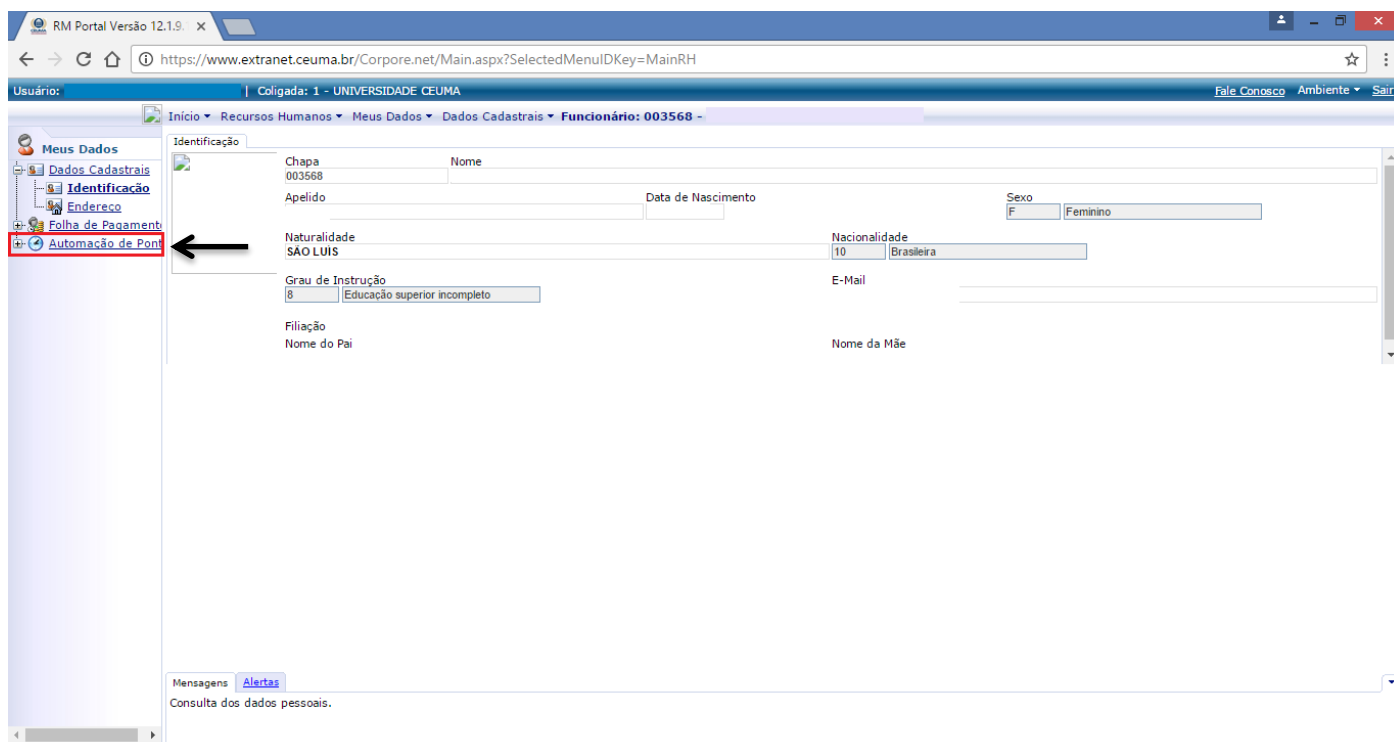 RM Portal Versão 12.1.9.
https://www.extranet.ceuma.br/Corpore.net/Main.aspx?SelectedMenuIDKey=MainRH
Usuário: | Coligada: 1 - UNIVERSIDADE CEUMA Fale Conosco Ambiente Sair
Início Recursos Humanos Meus Dados Dados Cadastrais Funcionário: 003568 -
Meus Dados
Dados Cadastrais
Identificação
Endereço
Folha de Pagament
Automação de Pont
Identificação
Chapa Nome
003568
Apelido Data de Nascimento Sexo
F Feminino
Naturalidade Nacionalidade
SÃO LUÍS 10 Brasileira
Grau de Instrução E-Mail
8 Educação superior incompleto
Filiação
Nome do Pai Nome da Mãe
Mensagens Alertas
Consulta dos dados pessoais.